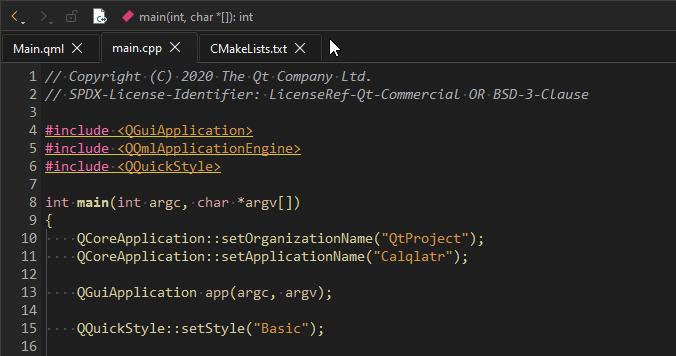 main(int, char *[]): int
Main.qml main.cpp CMakeLists.txt
1 // Copyright (C) 2020 The Qt Company Ltd.
2 // SPDX-License-Identifier: LicenseRef-Qt-Commercial OR BSD-3-Clause
3
4 #include <QGuiApplication>
5 #include <QQmlApplicationEngine>
6 #include <QQuickStyle>
7
8 int main(int argc, char *argv[])
9 {
10     QCoreApplication::setOrganizationName("QtProject");
11     QCoreApplication::setApplicationName("Calqlatr");
12
13     QGuiApplication app(argc, argv);
14
15     QQuickStyle::setStyle("Basic");
16